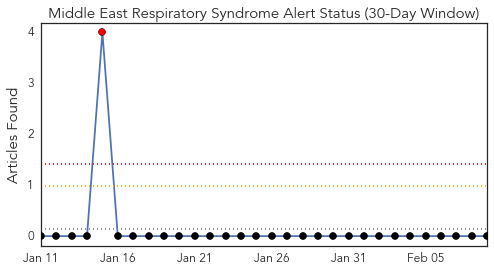 Middle East Respiratory Syndrome Alert Status (30-Day Window)
Articles Found
4
3
2
1
0
Jan 11 Jan 16 Jan 21 Jan 26 Jan 31 Feb 05